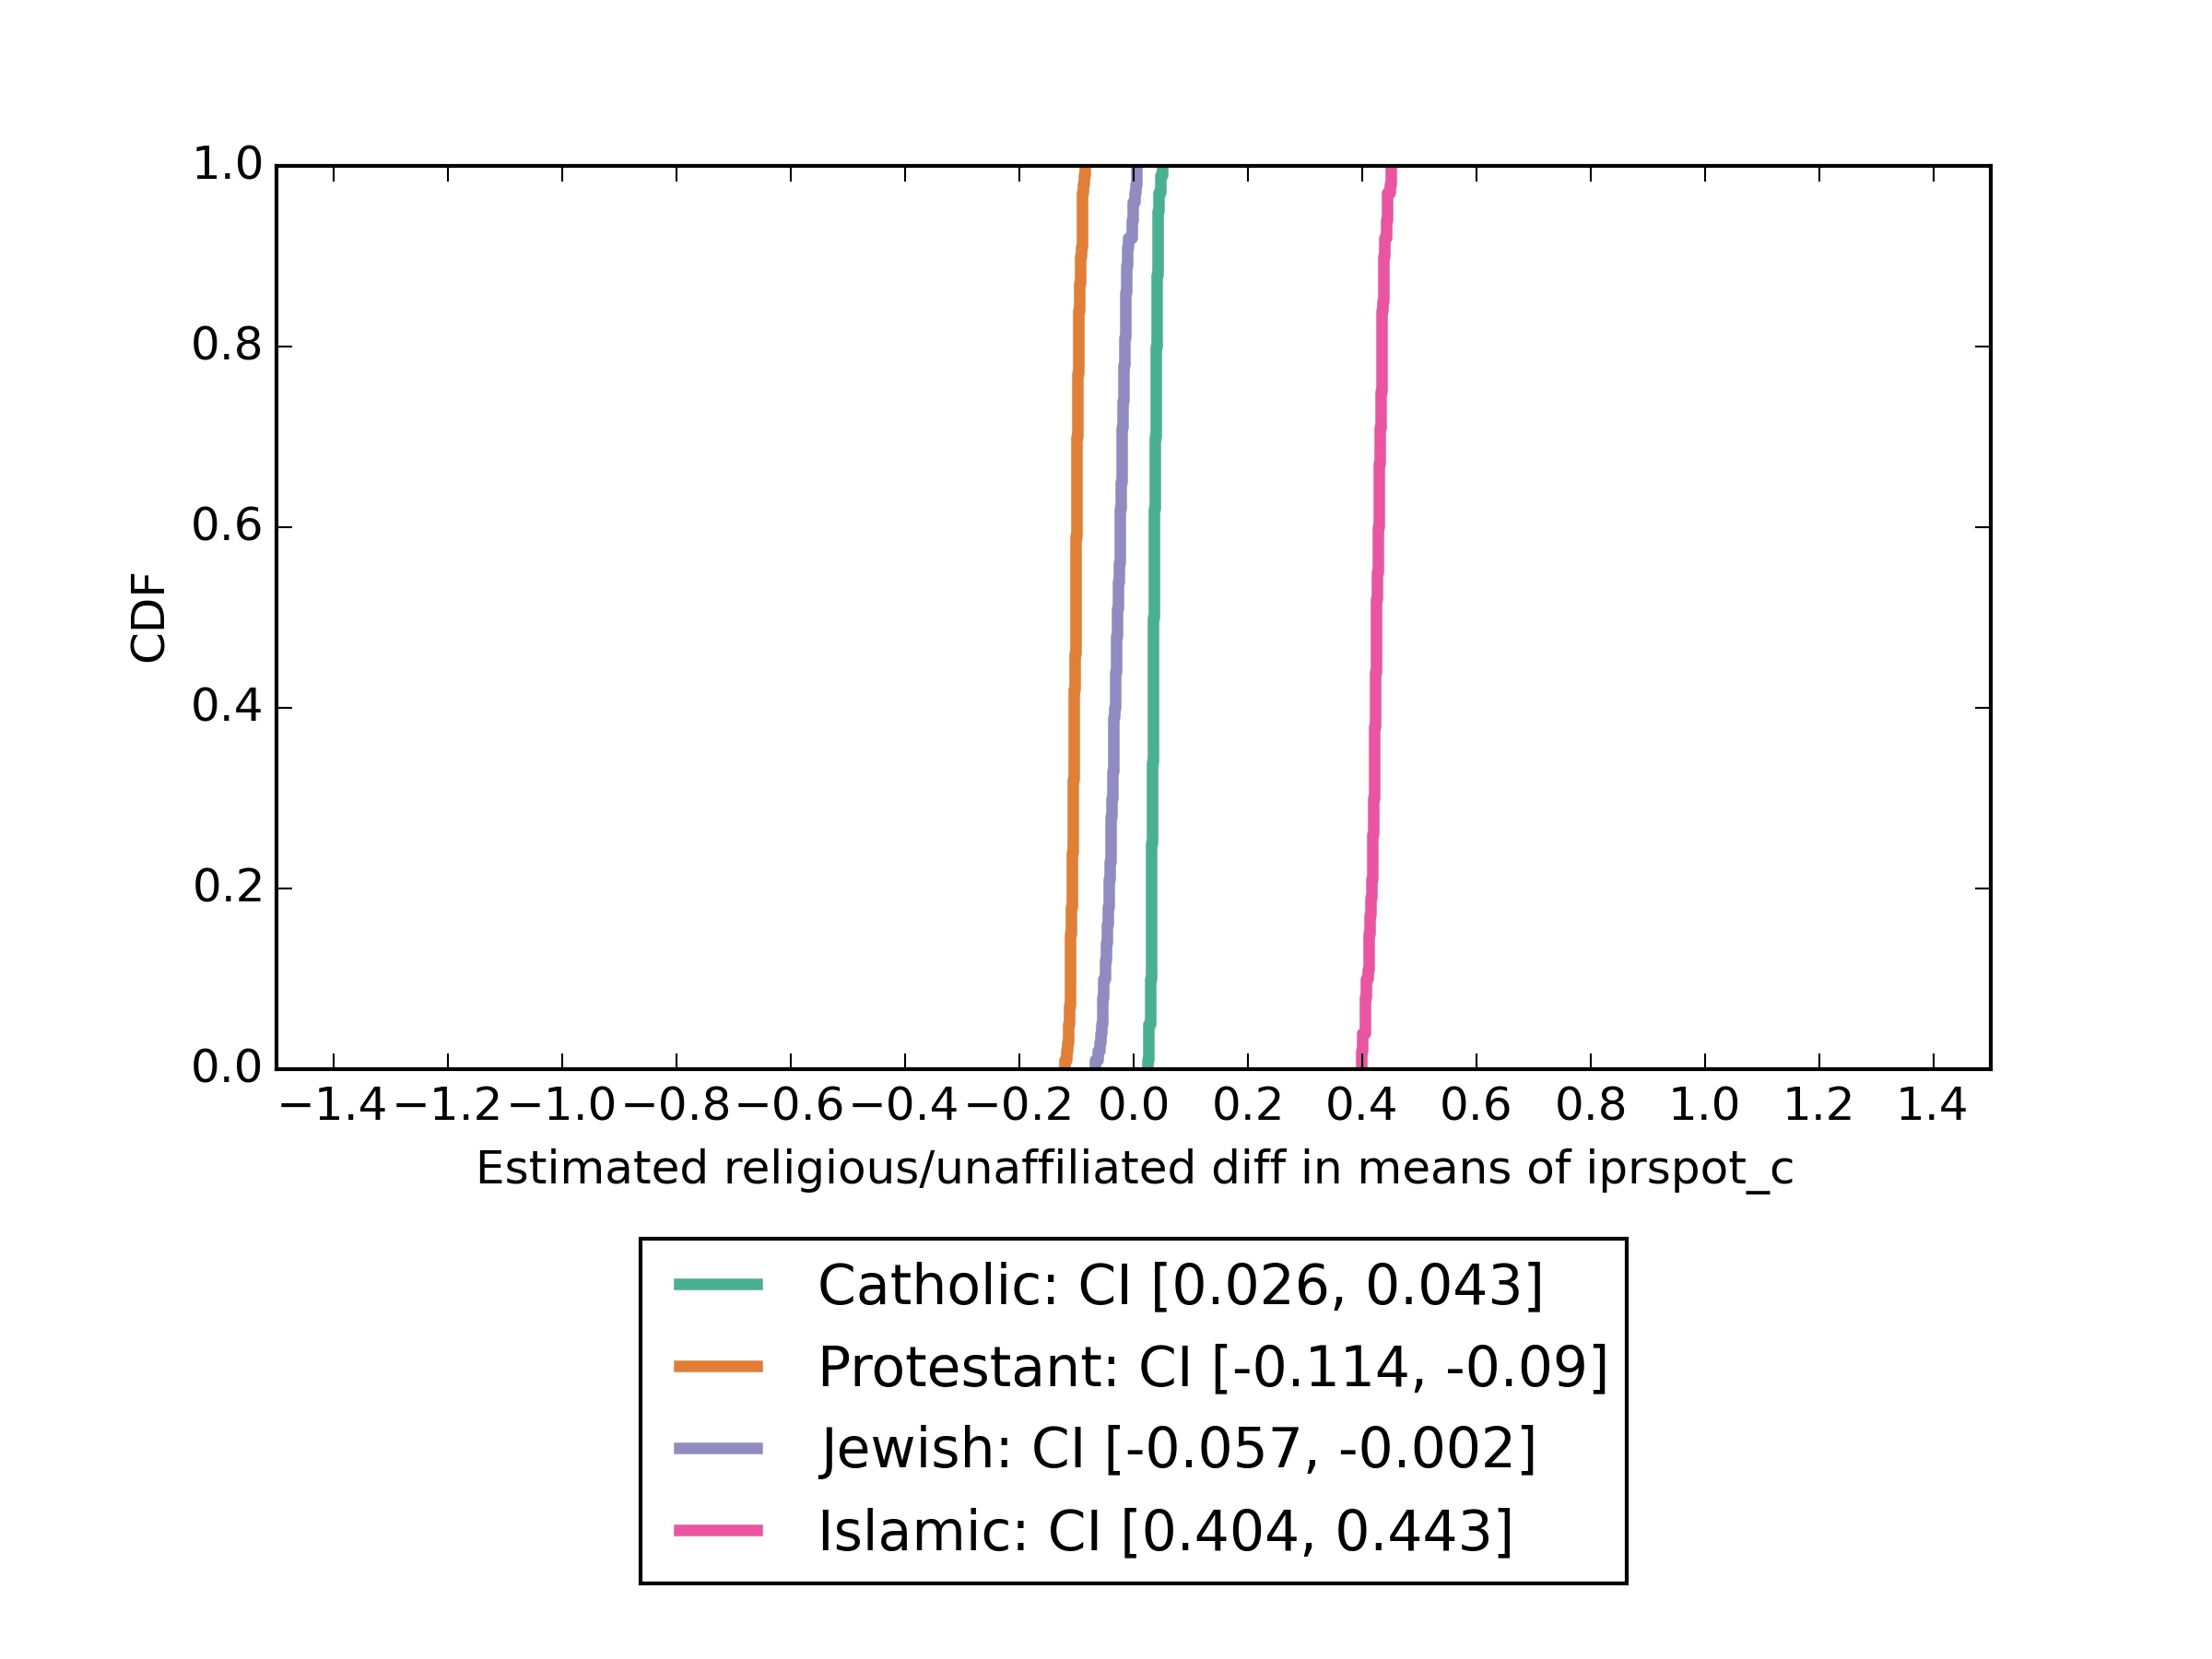 1.0
0.8
0.6
0.4
0.2
0.0
CDF
−1.4 −1.2 −1.0 −0.8 −0.6 −0.4 −0.2 0.0 0.2 0.4 0.6 0.8 1.0 1.2 1.4
Estimated religious/unaffiliated diff in means of iprspot_c
Catholic: CI [0.026, 0.043]
Protestant: CI [-0.114, -0.09]
Jewish: CI [-0.057, -0.002]
Islamic: CI [0.404, 0.443]